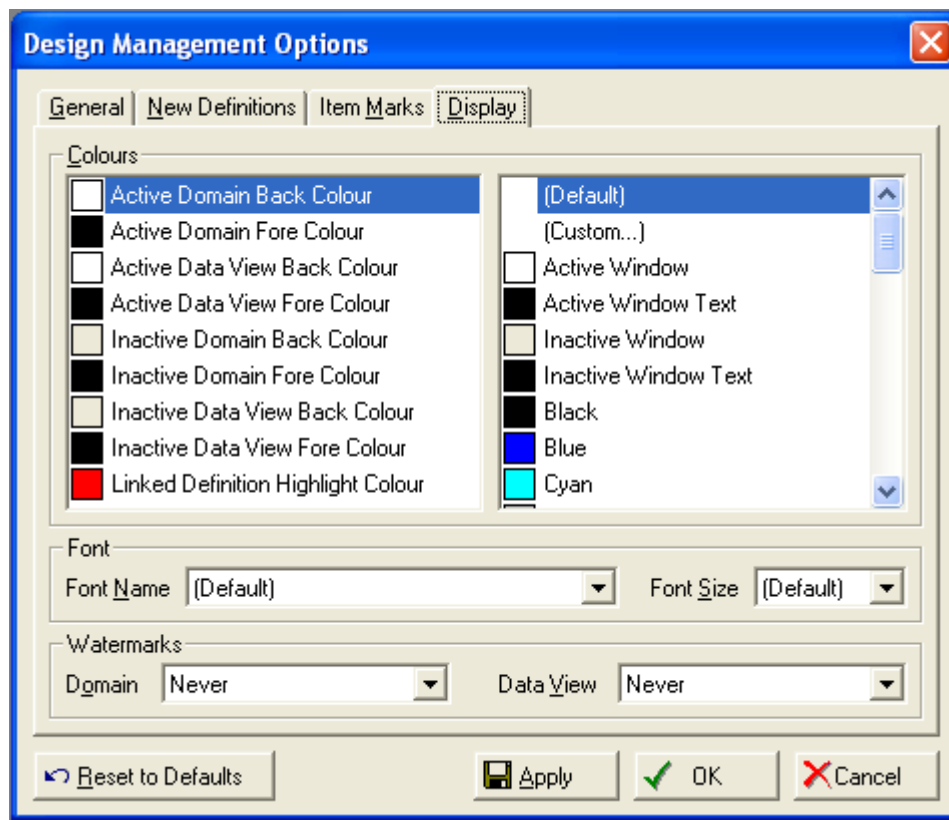 Design Management Options
General New Definitions Item Marks Display
Colours
Active Domain Back Colour
Active Domain Fore Colour
Active Data View Back Colour
Active Data View Fore Colour
Inactive Domain Back Colour
Inactive Domain Fore Colour
Inactive Data View Back Colour
Inactive Data View Fore Colour
Linked Definition Highlight Colour
(Default)
(Custom...)
Active Window
Active Window Text
Inactive Window
Inactive Window Text
Black
Blue
Cyan
Font
Font Name (Default) Font Size (Default)
Watermarks
Domain Never Data View Never
Reset to Defaults Apply OK Cancel